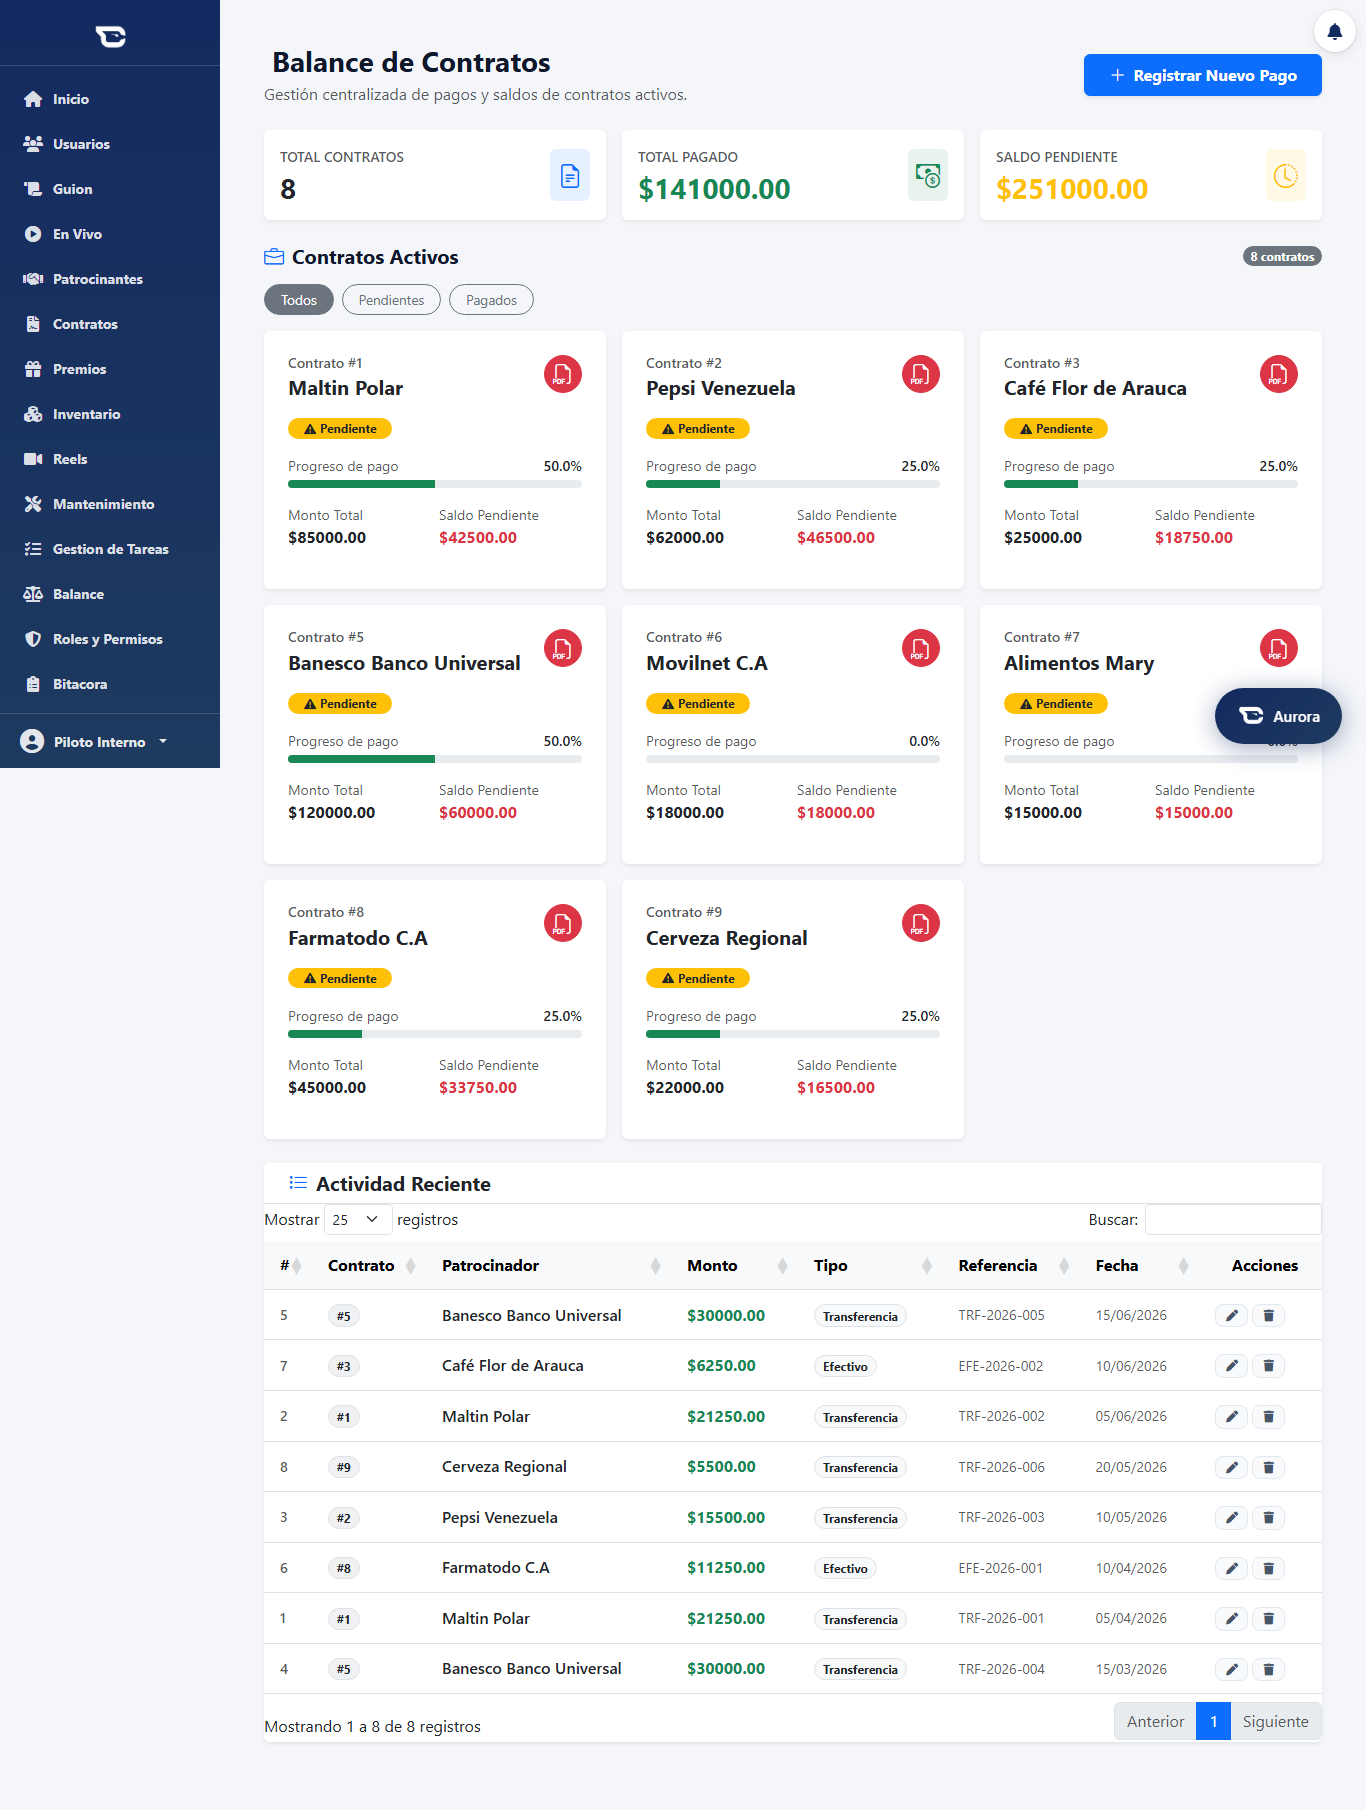 Inicio
Usuarios
Guion
En Vivo
Patrocinantes
Contratos
Premios
Inventario
Reels
Mantenimiento
Gestion de Tareas
Balance
Roles y Permisos
Bitacora
Piloto Interno
Balance de Contratos
Gestión centralizada de pagos y saldos de contratos activos.
Registrar Nuevo Pago
TOTAL CONTRATOS
8
TOTAL PAGADO
$141000.00
SALDO PENDIENTE
$251000.00
Contratos Activos
8 contratos
Todos Pendientes Pagados
Contrato #1
Maltin Polar
PDF
Pendiente
Progreso de pago 50.0%
Monto Total Saldo Pendiente
$85000.00 $42500.00
Contrato #2
Pepsi Venezuela
PDF
Pendiente
Progreso de pago 25.0%
Monto Total Saldo Pendiente
$62000.00 $46500.00
Contrato #3
Café Flor de Arauca
PDF
Pendiente
Progreso de pago 25.0%
Monto Total Saldo Pendiente
$25000.00 $18750.00
Contrato #5
Banesco Banco Universal
PDF
Pendiente
Progreso de pago 50.0%
Monto Total Saldo Pendiente
$120000.00 $60000.00
Contrato #6
Movilnet C.A
PDF
Pendiente
Progreso de pago 0.0%
Monto Total Saldo Pendiente
$18000.00 $18000.00
Contrato #7
Alimentos Mary
PDF
Pendiente
Aurora
Progreso de pago
Monto Total Saldo Pendiente
$15000.00 $15000.00
Contrato #8
Farmatodo C.A
PDF
Pendiente
Progreso de pago 25.0%
Monto Total Saldo Pendiente
$45000.00 $33750.00
Contrato #9
Cerveza Regional
PDF
Pendiente
Progreso de pago 25.0%
Monto Total Saldo Pendiente
$22000.00 $16500.00
Actividad Reciente
Mostrar 25 registros Buscar:
# Contrato Patrocinador Monto Tipo Referencia Fecha Acciones
5 #5 Banesco Banco Universal $30000.00 Transferencia TRF-2026-005 15/06/2026
7 #3 Café Flor de Arauca $6250.00 Efectivo EFE-2026-002 10/06/2026
2 #1 Maltin Polar $21250.00 Transferencia TRF-2026-002 05/06/2026
8 #9 Cerveza Regional $5500.00 Transferencia TRF-2026-006 20/05/2026
3 #2 Pepsi Venezuela $15500.00 Transferencia TRF-2026-003 10/05/2026
6 #8 Farmatodo C.A $11250.00 Efectivo EFE-2026-001 10/04/2026
1 #1 Maltin Polar $21250.00 Transferencia TRF-2026-001 05/04/2026
4 #5 Banesco Banco Universal $30000.00 Transferencia TRF-2026-004 15/03/2026
Mostrando 1 a 8 de 8 registros
Anterior 1 Siguiente